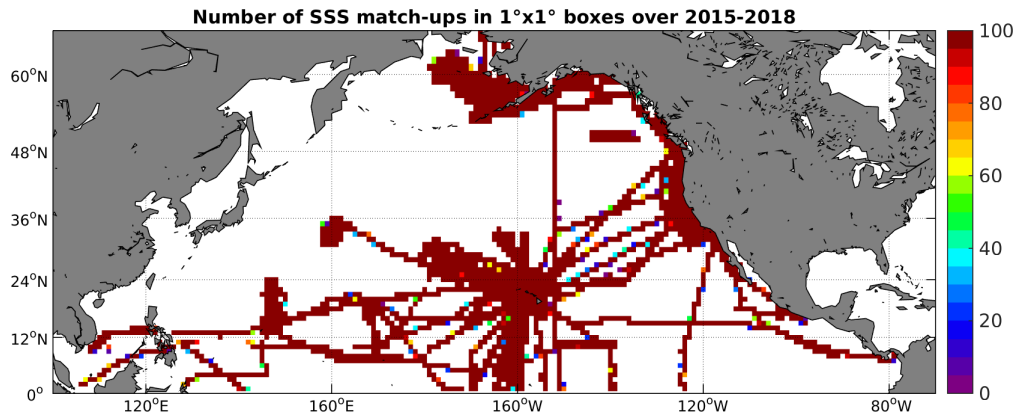 Number of SSS match-ups in 1°x1° boxes over 2015-2018
60°N
48°N
36°N
24°N
12°N
0°
120°E
160°E
160°W
120°W
80°W
100
80
60
40
20
0